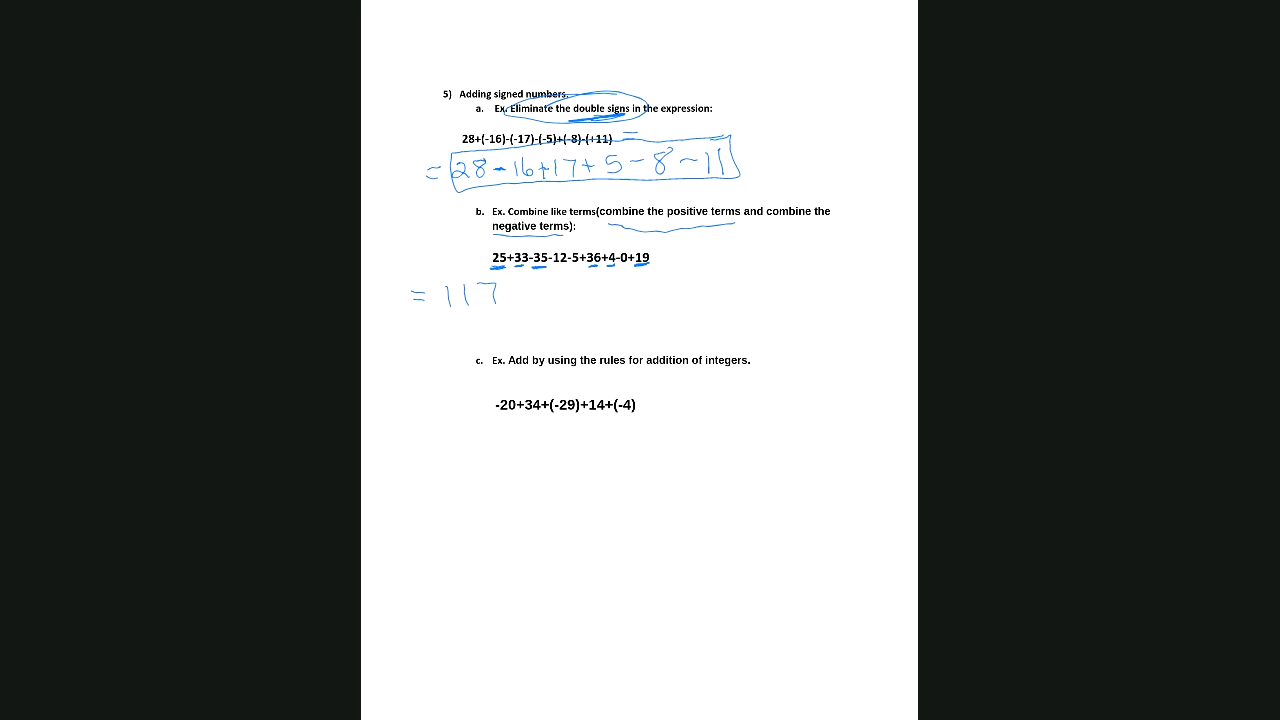 5) Adding signed numbers.
a. Ex. Eliminate the double signs in the expression:
28+(-16)-(-17)-(-5)+(-8)-(+11) =
= 28-16+17+5-8-11
b. Ex. Combine like terms(combine the positive terms and combine the
negative terms):
25+33-35-12-5+36+4-0+19
= 117
c. Ex. Add by using the rules for addition of integers.
-20+34+(-29)+14+(-4)